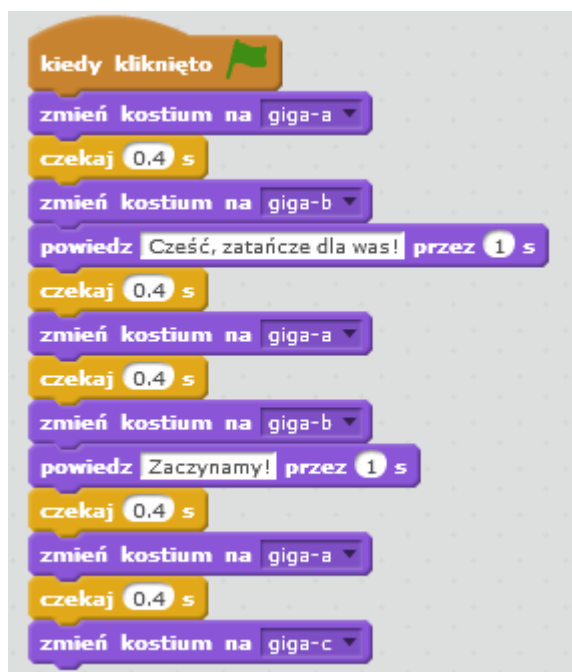 kiedy kliknięto
zmień kostium na giga-a
czekaj 0.4 s
zmień kostium na giga-b
powiedz Cześć, zatańcze dla was! przez 1 s
czekaj 0.4 s
zmień kostium na giga-a
czekaj 0.4 s
zmień kostium na giga-b
powiedz Zaczynamy! przez 1 s
czekaj 0.4 s
zmień kostium na giga-a
czekaj 0.4 s
zmień kostium na giga-c